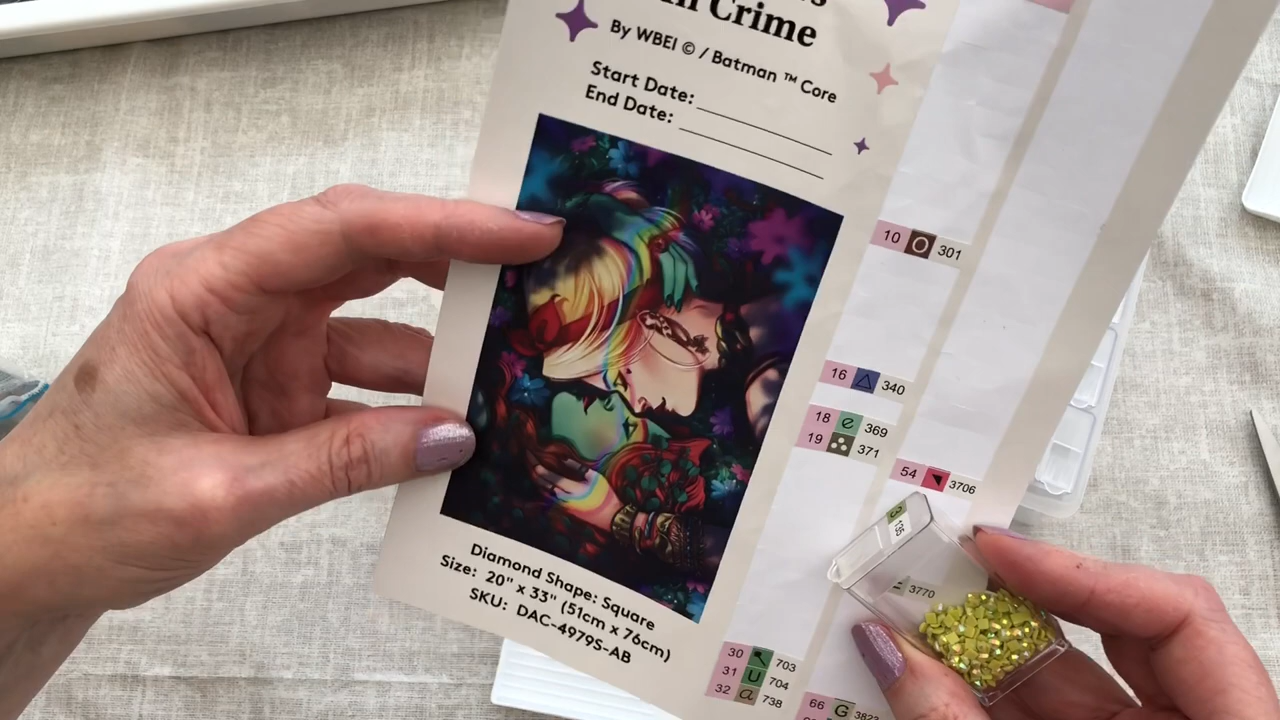 In Crime
By WBEI © / Batman ™ Core
Start Date:
End Date:
Diamond Shape: Square
Size: 20" x 33" (51cm x 76cm)
SKU: DAC-4979S-AB
10 O 301
16 340
18 e 369
19 371
54 3706
30 703
31 U 704
32 a 738
66 G 3823
3770